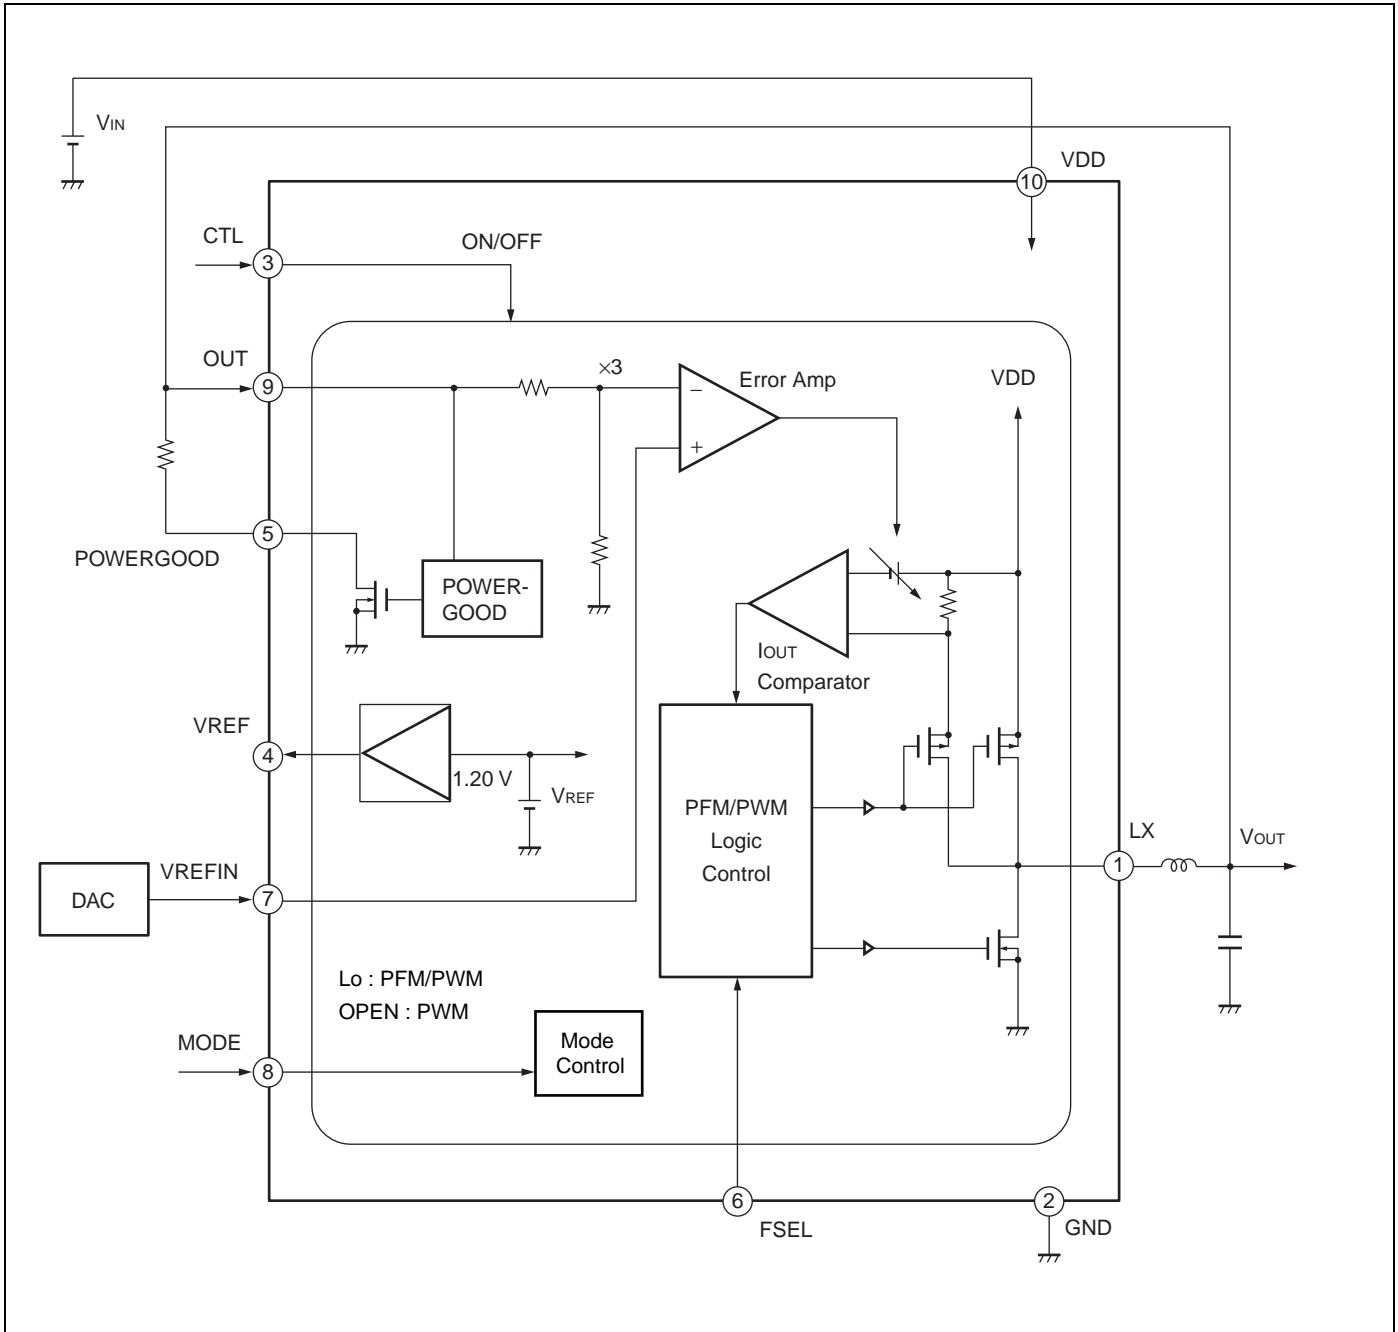 VIN
VDD
10
CTL
3
ON/OFF
OUT
9
×3
Error Amp
−
+
VDD
5
POWERGOOD
POWER-
GOOD
IOUT
Comparator
VREF
4
1.20 V
VREF
PFM/PWM
Logic
Control
LX
1
VOUT
DAC
VREFIN
7
Lo : PFM/PWM
OPEN : PWM
MODE
8
Mode
Control
6
FSEL
2
GND